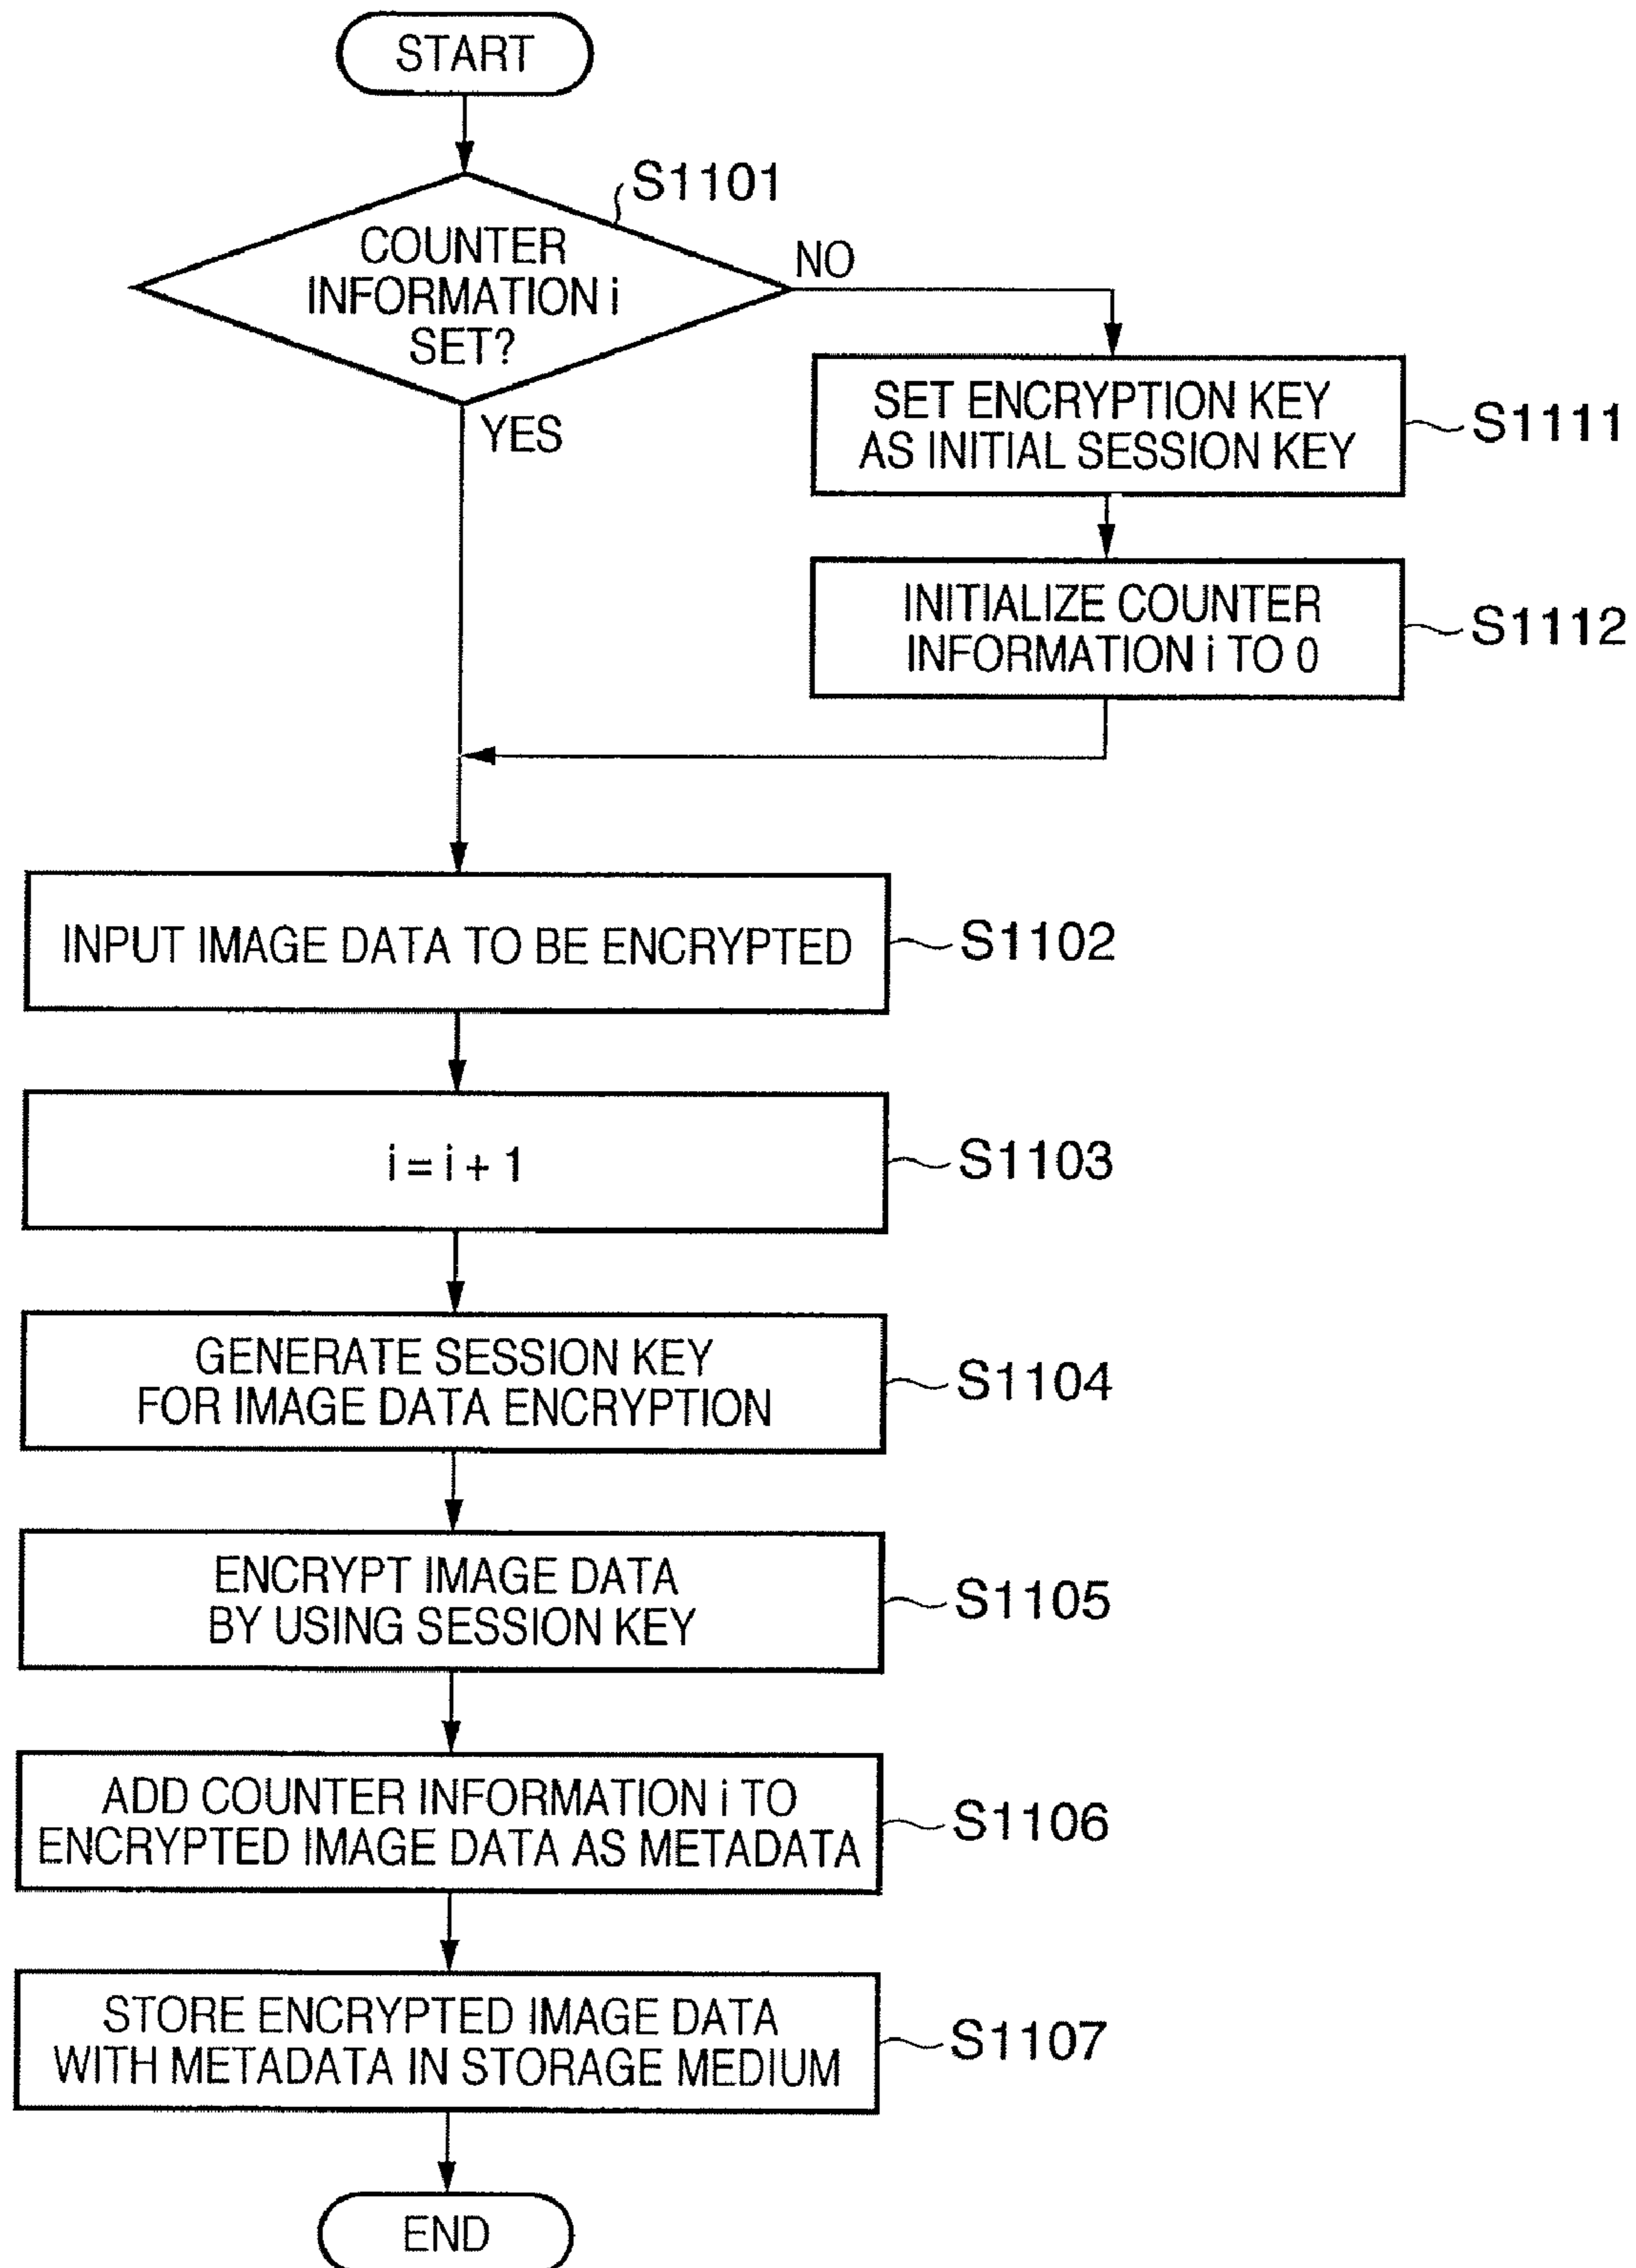 START
S1101
COUNTER
INFORMATION i
SET?
NO
YES
SET ENCRYPTION KEY
AS INITIAL SESSION KEY
S1111
INITIALIZE COUNTER
INFORMATION i TO 0
S1112
INPUT IMAGE DATA TO BE ENCRYPTED
S1102
i = i + 1
S1103
GENERATE SESSION KEY
FOR IMAGE DATA ENCRYPTION
S1104
ENCRYPT IMAGE DATA
BY USING SESSION KEY
S1105
ADD COUNTER INFORMATION i TO
ENCRYPTED IMAGE DATA AS METADATA
S1106
STORE ENCRYPTED IMAGE DATA
WITH METADATA IN STORAGE MEDIUM
S1107
END